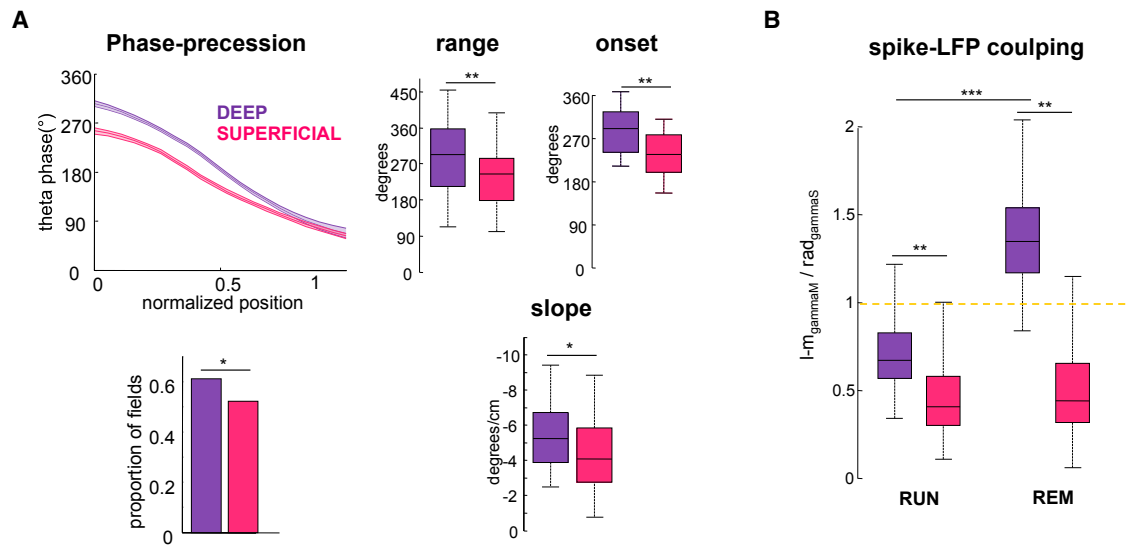 A
Phase-precession
360
270
180
90
0
theta phase(°)
DEEP
SUPERFICIAL
0
0.5
1
normalized position
range
**
450
360
270
180
90
0
degrees
onset
**
360
270
180
90
0
degrees
*
0.6
0.4
0.2
0
proportion of fields
slope
*
-10
-8
-6
-4
-2
0
degrees/cm
B
spike-LFP coulping
***
**
**
2
1.5
1
0.5
0
l-m gammaM / rad gammaS
RUN
REM